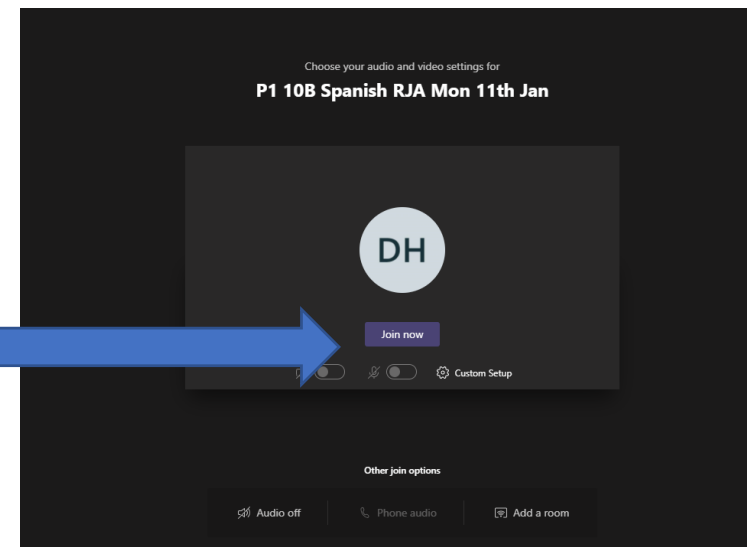 Choose your audio and video settings for
P1 10B Spanish RJA Mon 11th Jan
DH
Join now
Custom Setup
Other join options
Audio off
Phone audio
Add a room